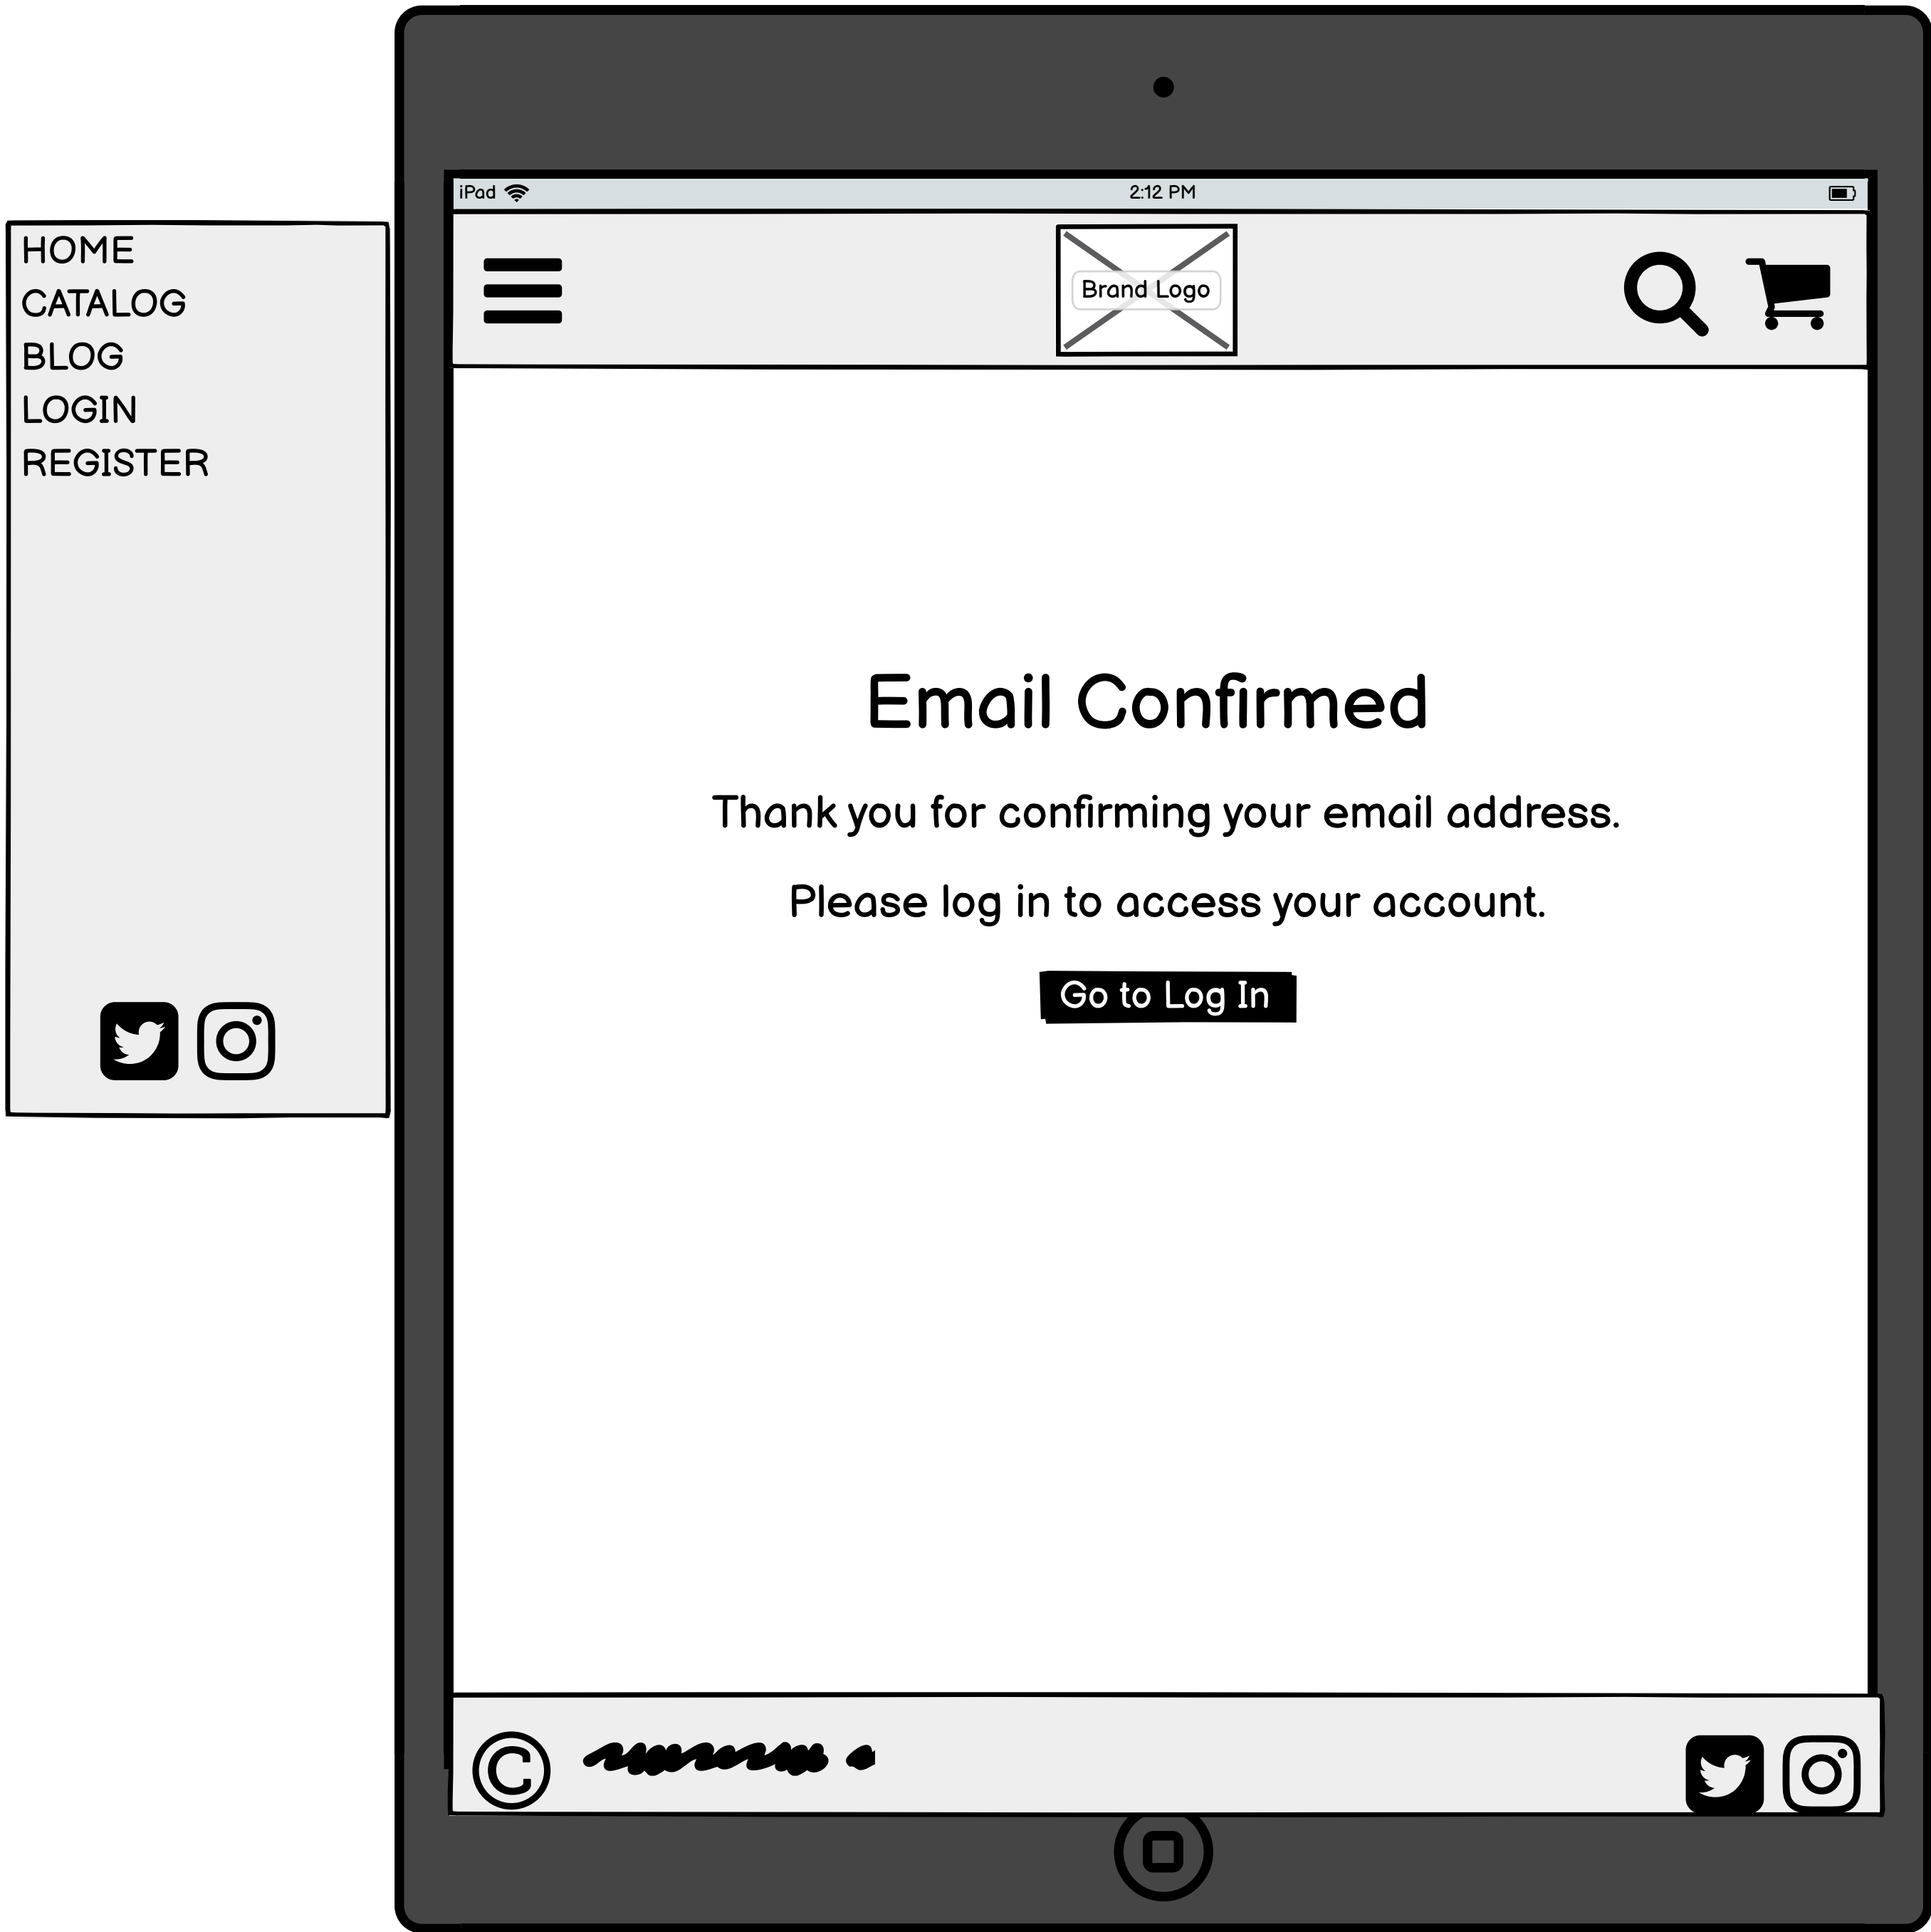 HOME
CATALOG
BLOG
LOGIN
REGISTER
iPad
2:12 PM
Brand Logo
Email Confirmed
Thank you for confirming your email address.
Please log in to access your account.
Go to Log In
©